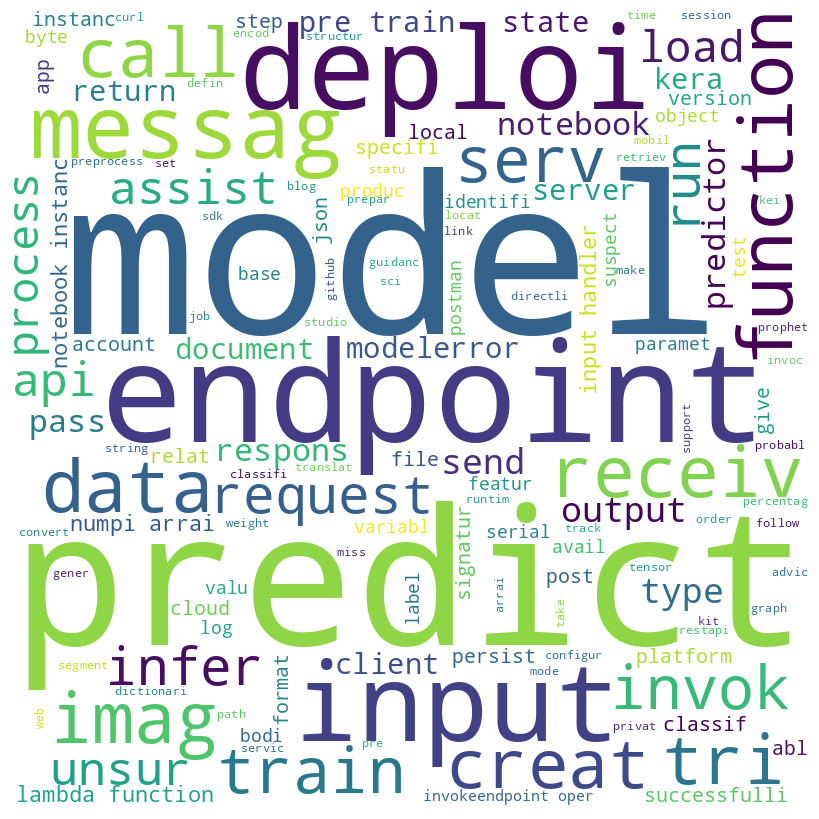 instanc curl step pre train state time session
byte encod structur
call deploi load
app defin kera
return messag local notebook version function
object
preprocess set specifi statu mobil
assist blog produc serv retriev
process notebook instanc sdk json prepar identifi server run predictor
model locat link suspect test kei
base github sci guidanc postman directli input handler make
job studio prophet
account document modelerror paramet
api endpoint invoc
pass string relat respons classifi translat file send support give probabl
data request featur runtim receiv percentag
numpi arrai weight variabl signatur serial track output order follow
convert miss avail
gener valu label predict post type tensor advic
cloud arrai take kit graph
log restapi
segment infer format client persist configur platform
dictionari mode
web imag path bodi input privat classif invok
unsur servic pre train creat tri abl
lambda function invokeendpoint oper successfulli